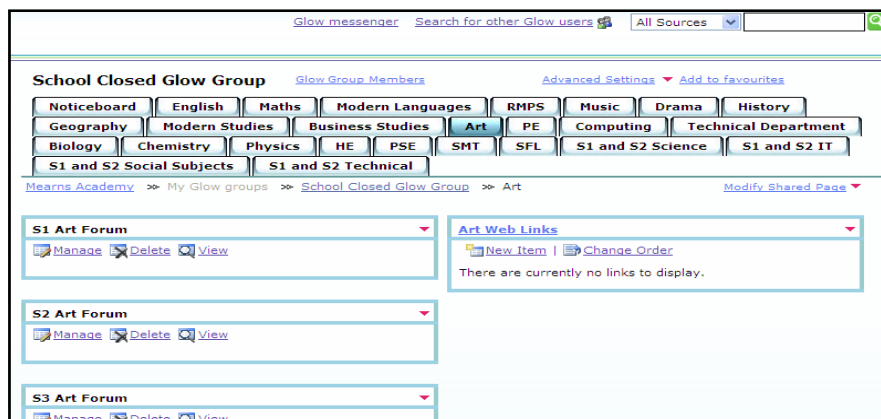 Glow messenger Search for other Glow users All Sources
School Closed Glow Group Glow Group Members Advanced Settings Add to favourites
Noticeboard English Maths Modern Languages RMPS Music Drama History
Geography Modern Studies Business Studies Art PE Computing Technical Department
Biology Chemistry Physics HE PSE SMT SFL S1 and S2 Science S1 and S2 IT
S1 and S2 Social Subjects S1 and S2 Technical
Mearns Academy >> My Glow groups >> School Closed Glow Group >> Art Modify Shared Page
S1 Art Forum
Manage Delete View
Art Web Links
New Item | Change Order
There are currently no links to display.
S2 Art Forum
Manage Delete View
S3 Art Forum
Manage Delete View